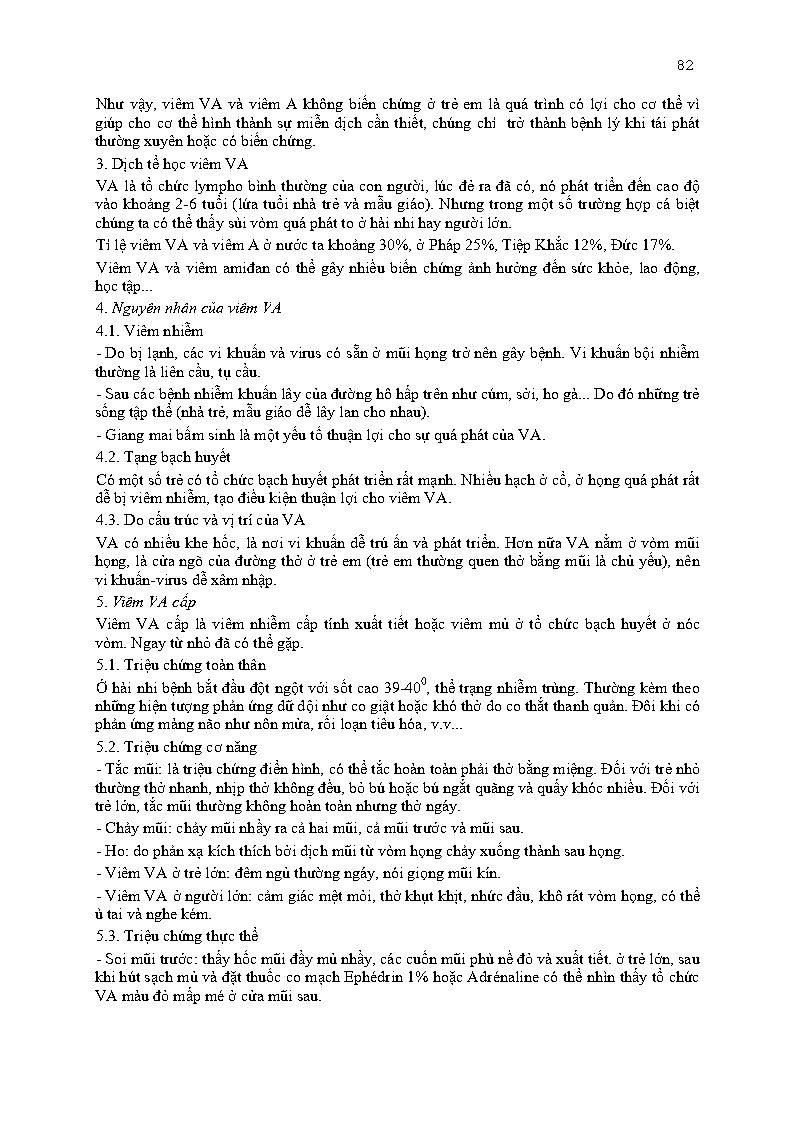 82
Như vậy, viêm VA và viêm A không biến chứng ở trẻ em là quá trình có lợi cho cơ thể vì
giúp cho cơ thể hình thành sự miễn dịch cần thiết, chúng chỉ trở thành bệnh lý khi tái phát
thường xuyên hoặc có biến chứng.
3. Dịch tể học viêm VA
VA là tổ chức lympho bình thường của con người, lúc đẻ ra đã có, nó phát triển đến cao độ
vào khoảng 2-6 tuổi (lứa tuổi nhà trẻ và mẫu giáo). Nhưng trong một số trường hợp cá biệt
chúng ta có thể thấy sùi vòm quá phát to ở hài nhi hay người lớn.
Tỉ lệ viêm VA và viêm A ở nước ta khoảng 30%, ở Pháp 25%, Tiệp Khắc 12%, Đức 17%.
Viêm VA và viêm amiđan có thể gây nhiều biến chứng ảnh hưởng đến sức khỏe, lao động,
học tập...
4. Nguyên nhân của viêm VA
4.1. Viêm nhiễm
- Do bị lạnh, các vi khuẩn và virus có sẵn ở mũi họng trở nên gây bệnh. Vi khuẩn bội nhiễm
thường là liên cầu, tụ cầu.
- Sau các bệnh nhiễm khuẩn lây của đường hô hấp trên như cúm, sởi, ho gà... Do đó những trẻ
sống tập thể (nhà trẻ, mẫu giáo dễ lây lan cho nhau).
- Giang mai bẩm sinh là một yếu tố thuận lợi cho sự quá phát của VA.
4.2. Tạng bạch huyết
Có một số trẻ có tổ chức bạch huyết phát triển rất mạnh. Nhiều hạch ở cổ, ở họng quá phát rất
dễ bị viêm nhiễm, tạo điều kiện thuận lợi cho viêm VA.
4.3. Do cấu trúc và vị trí của VA
VA có nhiều khe hốc, là nơi vi khuẩn dễ trú ẩn và phát triển. Hơn nữa VA nằm ở vòm mũi
họng, là cửa ngõ của đường thở ở trẻ em (trẻ em thường quen thở bằng mũi là chủ yếu), nên
vi khuẩn-virus dễ xâm nhập.
5. Viêm VA cấp
Viêm VA cấp là viêm nhiễm cấp tính xuất tiết hoặc viêm mủ ở tổ chức bạch huyết ở nóc
vòm. Ngay từ nhỏ đã có thể gặp.
5.1. Triệu chứng toàn thân
Ở hài nhi bệnh bắt đầu đột ngột với sốt cao 39-40⁰, thể trạng nhiễm trùng. Thường kèm theo
những hiện tượng phản ứng dữ dội như co giật hoặc khó thở do co thắt thanh quản. Đôi khi có
phản ứng màng não như nôn mửa, rối loạn tiêu hóa, v.v...
5.2. Triệu chứng cơ năng
- Tắc mũi: là triệu chứng điển hình, có thể tắc hoàn toàn phải thở bằng miệng. Đối với trẻ nhỏ
thường thở nhanh, nhịp thở không đều, bỏ bú hoặc bú ngắt quãng và quấy khóc nhiều. Đối với
trẻ lớn, tắc mũi thường không hoàn toàn nhưng thở ngáy.
- Chảy mũi: chảy mũi nhầy ra cả hai mũi, cả mũi trước và mũi sau.
- Ho: do phản xạ kích thích bởi dịch mũi từ vòm họng chảy xuống thành sau họng.
- Viêm VA ở trẻ lớn: đêm ngủ thường ngáy, nói giọng mũi kín.
- Viêm VA ở người lớn: cảm giác mệt mỏi, thở khụt khịt, nhức đầu, khô rát vòm họng, có thể
ù tai và nghe kém.
5.3. Triệu chứng thực thể
- Soi mũi trước: thấy hốc mũi đầy mủ nhầy, các cuốn mũi phù nề đỏ và xuất tiết. ở trẻ lớn, sau
khi hút sạch mủ và đặt thuốc co mạch Ephédrin 1% hoặc Adrénaline có thể nhìn thấy tổ chức
VA màu đỏ mấp mé ở cửa mũi sau.